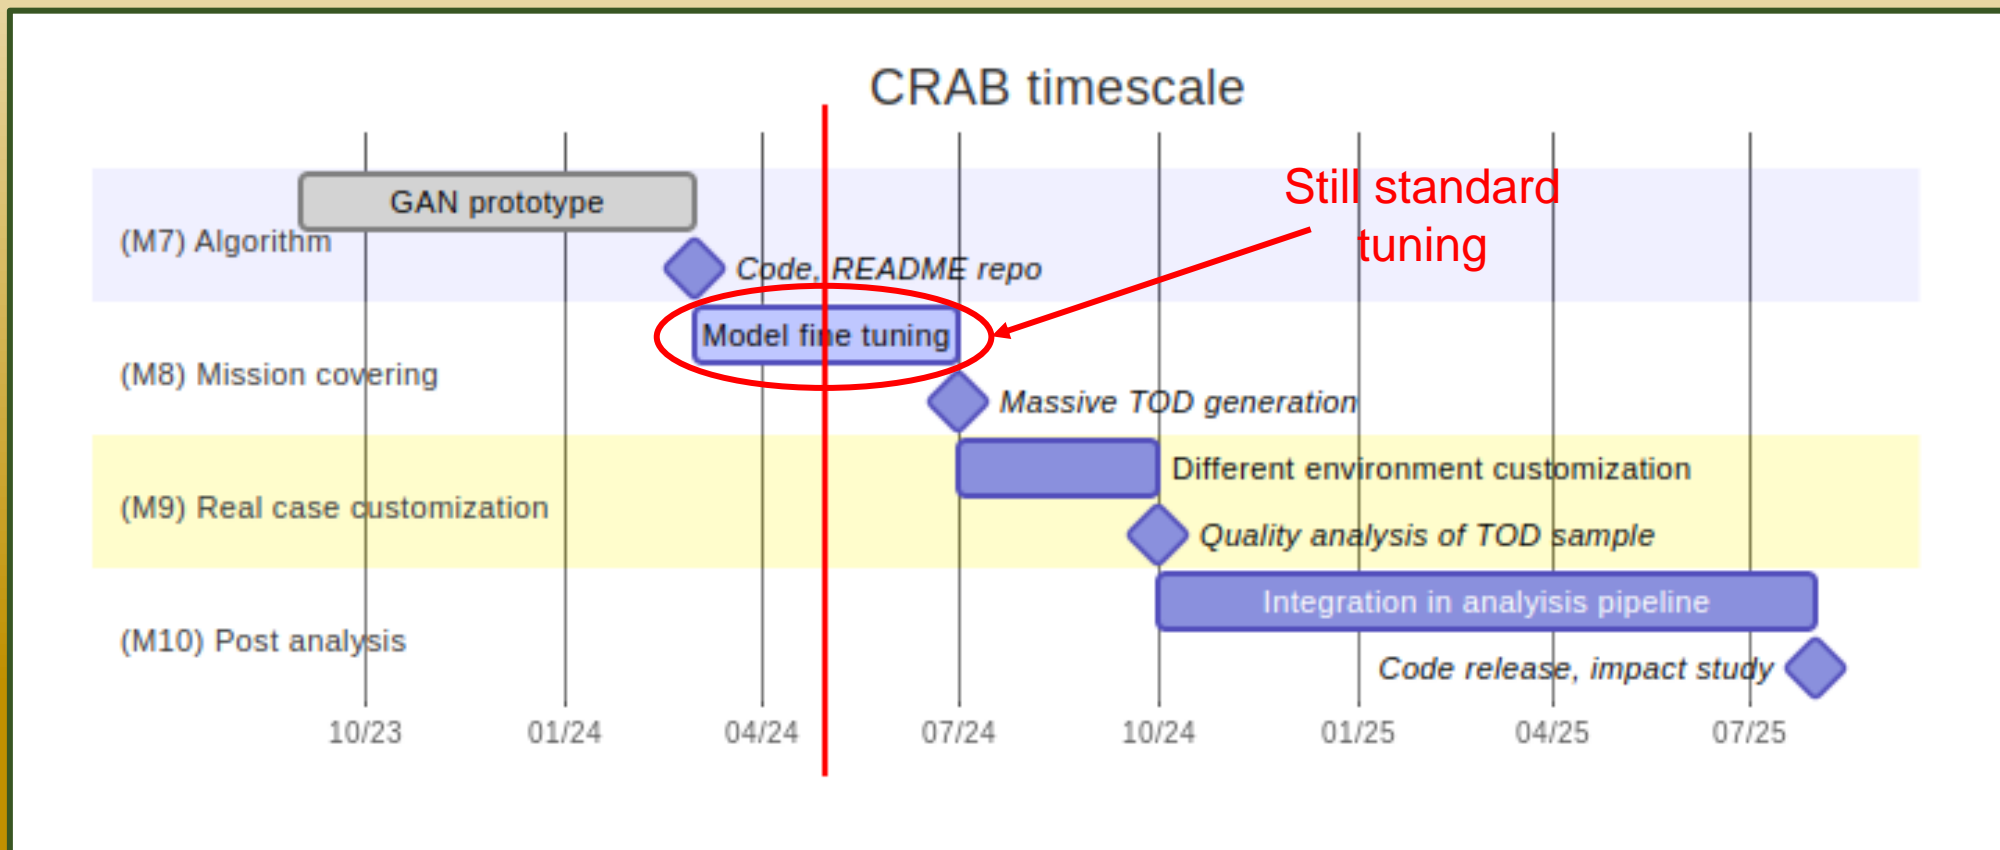 CRAB timescale
Still standard
tuning
GAN prototype
(M7) Algorithm
Code, README repo
Model fine tuning
(M8) Mission covering
Massive TOD generation
Different environment customization
(M9) Real case customization
Quality analysis of TOD sample
Integration in analyisis pipeline
(M10) Post analysis
Code release, impact study
10/23 01/24 04/24 07/24 10/24 01/25 04/25 07/25